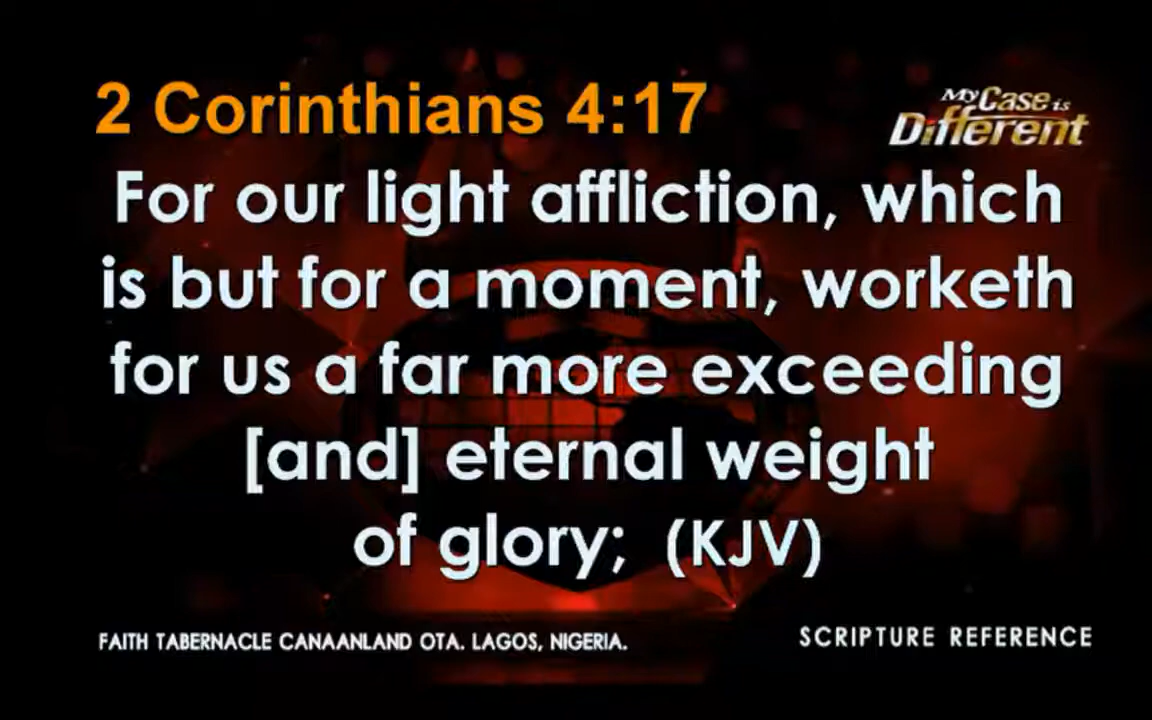 2 Corinthians 4:17
My Case is
Different
For our light affliction, which
is but for a moment, worketh
for us a far more exceeding
[and] eternal weight
of glory; (KJV)
FAITH TABERNACLE CANAANLAND OTA. LAGOS, NIGERIA.
SCRIPTURE REFERENCE